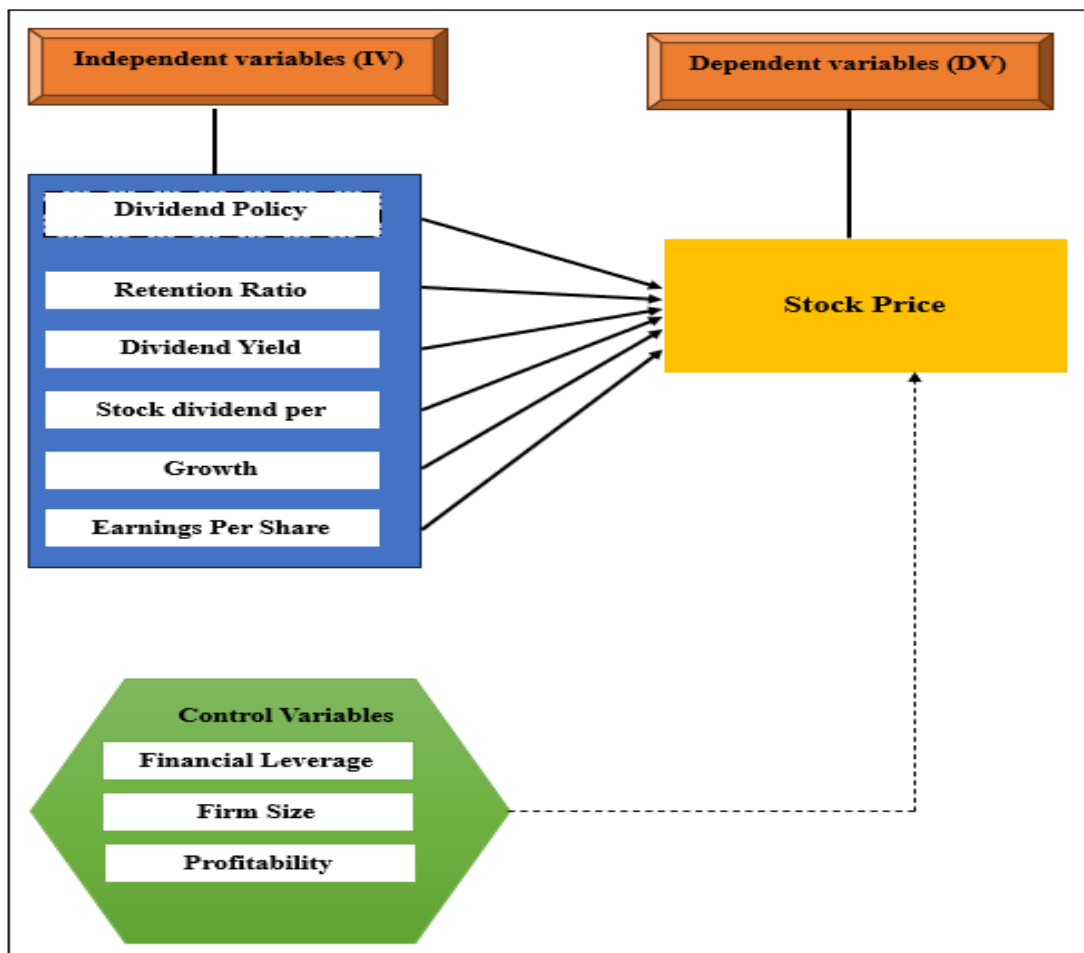 Independent variables (IV)
Dependent variables (DV)
Dividend Policy
Retention Ratio
Dividend Yield
Stock dividend per
Growth
Earnings Per Share
Stock Price
Control Variables
Financial Leverage
Firm Size
Profitability